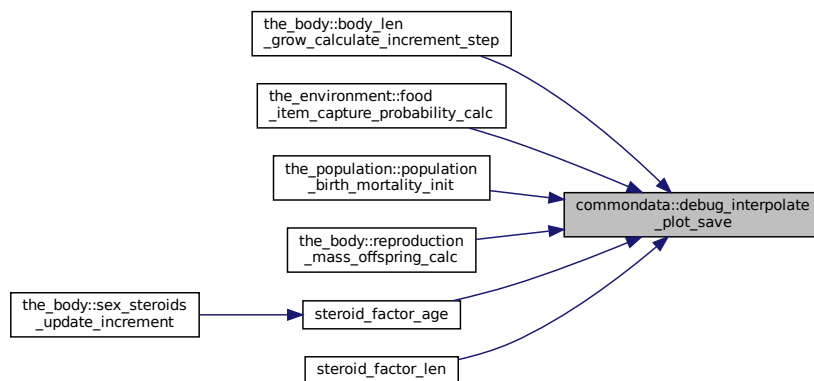 the_body::body_len
_grow_calculate_increment_step
the_environment::food
_item_capture_probability_calc
the_population::population
_birth_mortality_init
commondata::debug_interpolate
_plot_save
the_body::reproduction
_mass_offspring_calc
the_body::sex_steroids
_update_increment
steroid_factor_age
steroid_factor_len